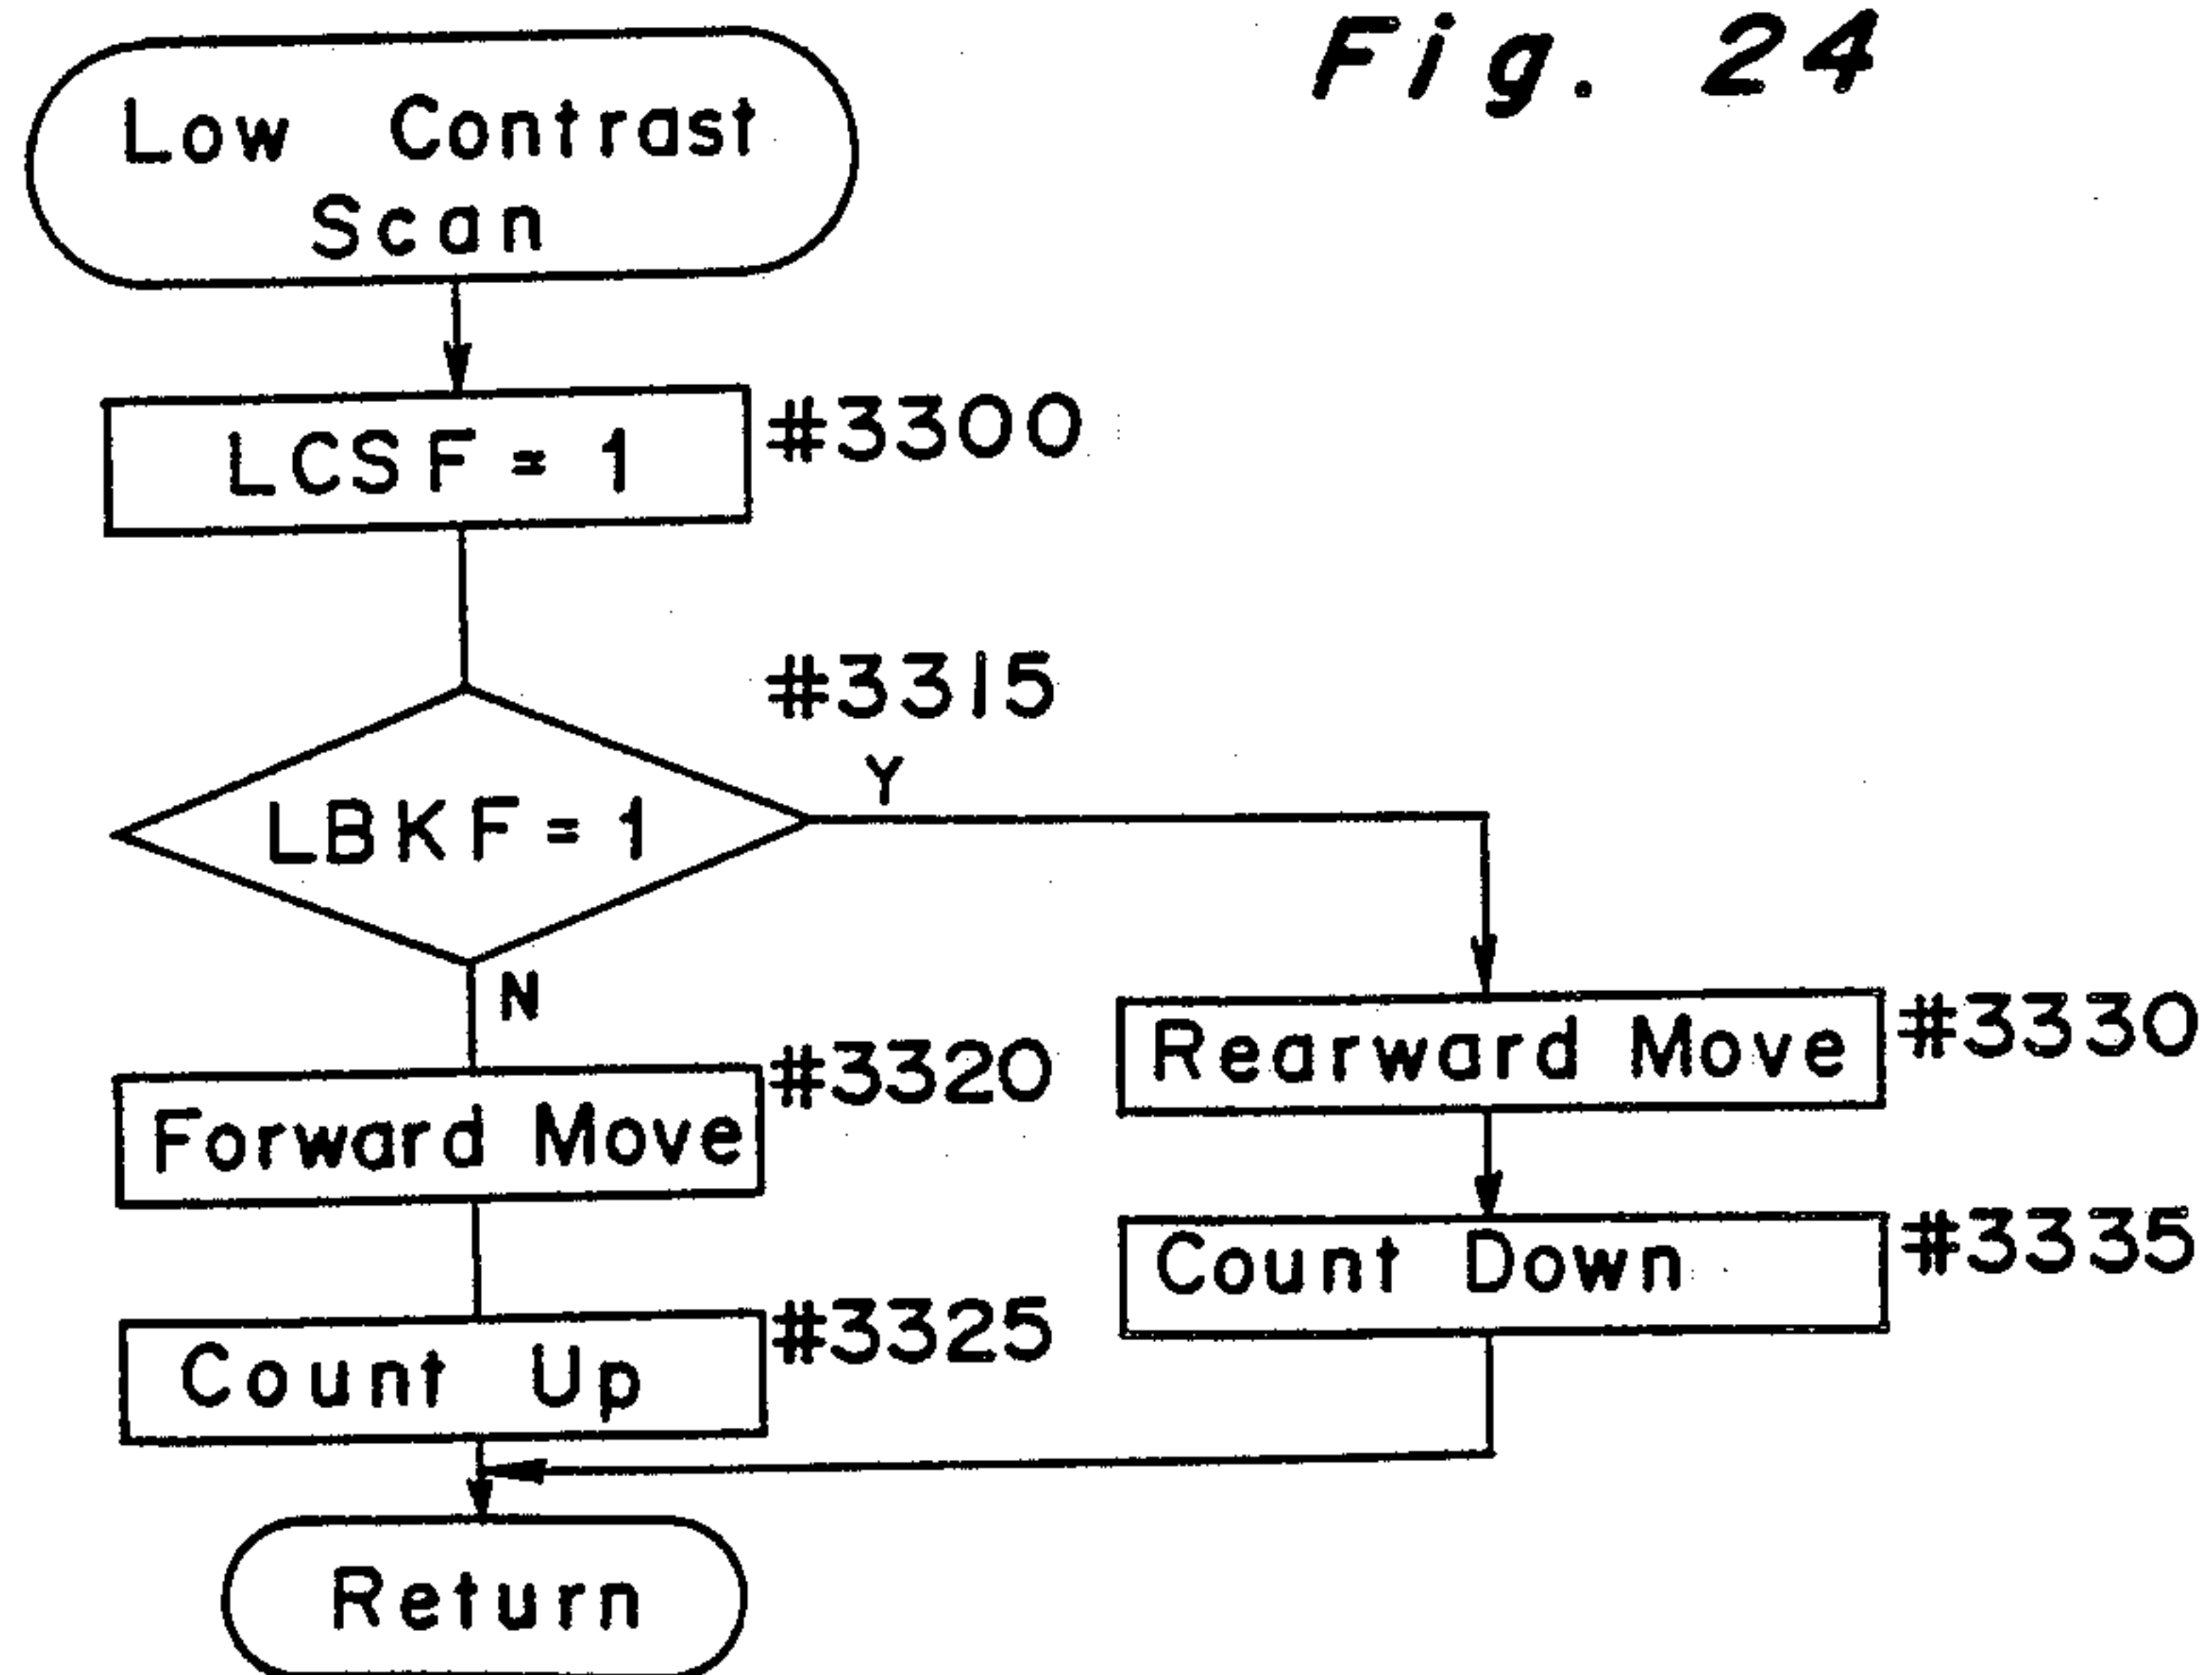 Fig. 24
Low Contrast
Scan
LCSF = 1
#3300
#3315
LBKF = 1
Y
N
#3320
Forward Move
#3325
Count Up
Rearward Move
#3330
Count Down
#3335
Return